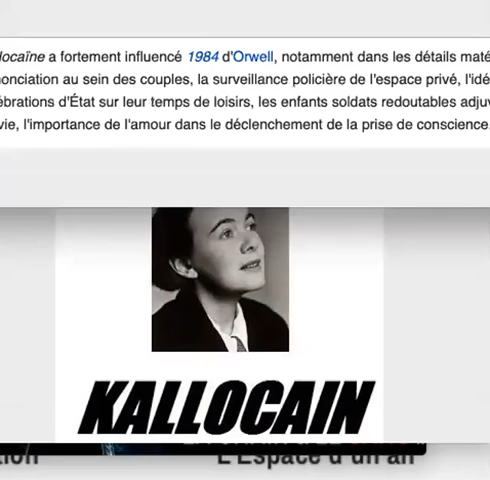 locaïne a fortement influencé 1984 d'Orwell, notamment dans les détails maté
onciation au sein des couples, la surveillance policière de l'espace privé, l'idé
ébrations d'État sur leur temps de loisirs, les enfants soldats redoutables adju
vie, l'importance de l'amour dans le déclenchement de la prise de conscience
KALLOCAIN
L'Espace d'un an